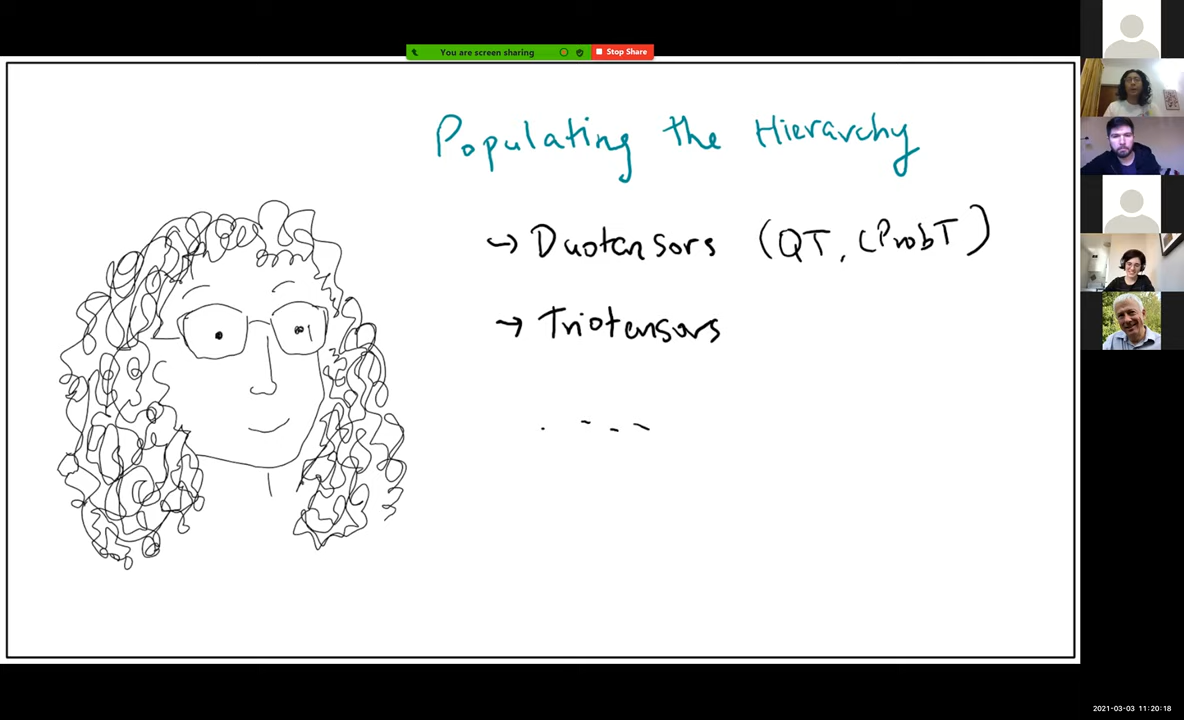 You are screen sharing
Stop Share
Populating the Hierarchy
→ Duotensors (QT, CProbT)
→ Triotensors
. - - -
2021-03-03 11:20:18